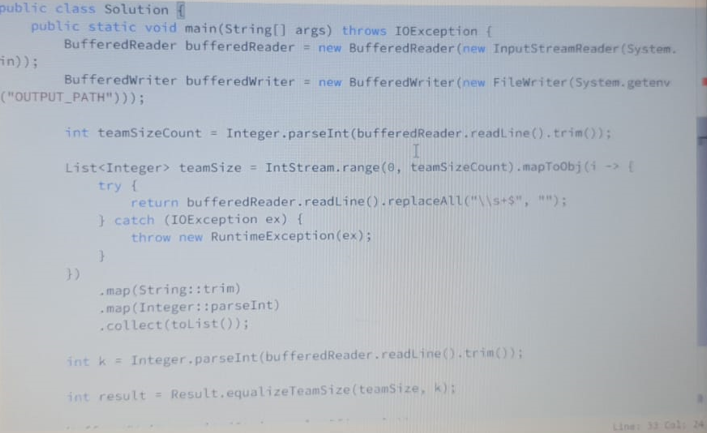 public class Solution {
public static void main(String[] args) throws IOException {
BufferedReader bufferedReader = new BufferedReader(new InputStreamReader(System.
in));
BufferedWriter bufferedWriter = new BufferedWriter(new FileWriter(System.getenv
("OUTPUT_PATH")));
int teamSizeCount = Integer.parseInt(bufferedReader.readLine().trim());
List<Integer> teamSize = IntStream.range(0, teamSizeCount).mapToObj(i -> {
try {
return bufferedReader.readLine().replaceAll("\\s+$", "");
} catch (IOException ex) {
throw new RuntimeException(ex);
}
})
.map(String::trim)
.map(Integer::parseInt)
.collect(toList());
int k = Integer.parseInt(bufferedReader.readLine().trim());
int result = Result.equalizeTeamSize(teamSize, k);
Line: 33 Col: 24